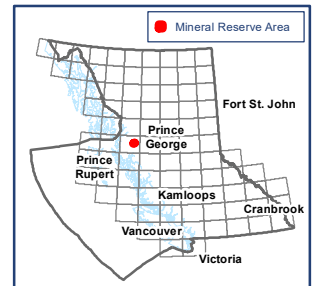 Mineral Reserve Area
Fort St. John
Prince
George
Prince
Rupert
Kamloops
Cranbrook
Vancouver
Victoria